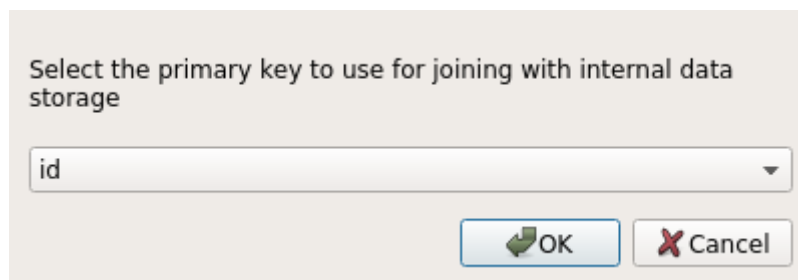 Select the primary key to use for joining with internal data
storage
id
OK
Cancel